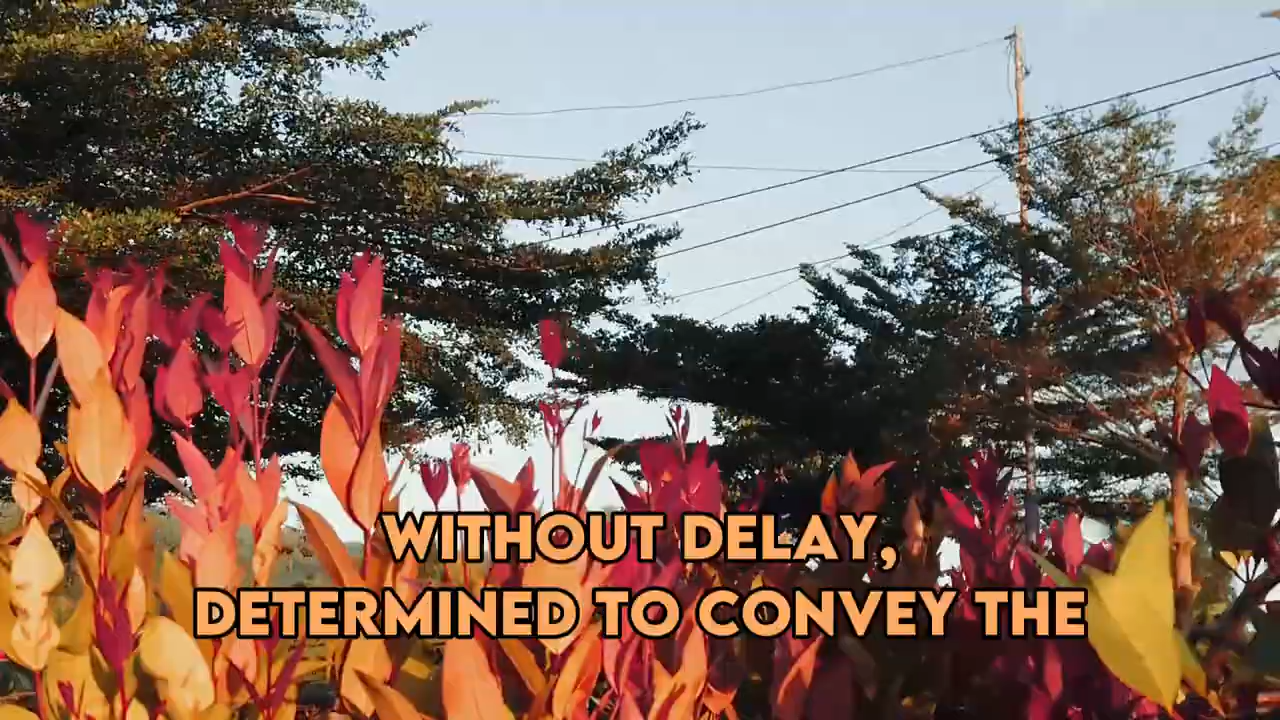 WITHOUT DELAY,
DETERMINED TO CONVEY THE